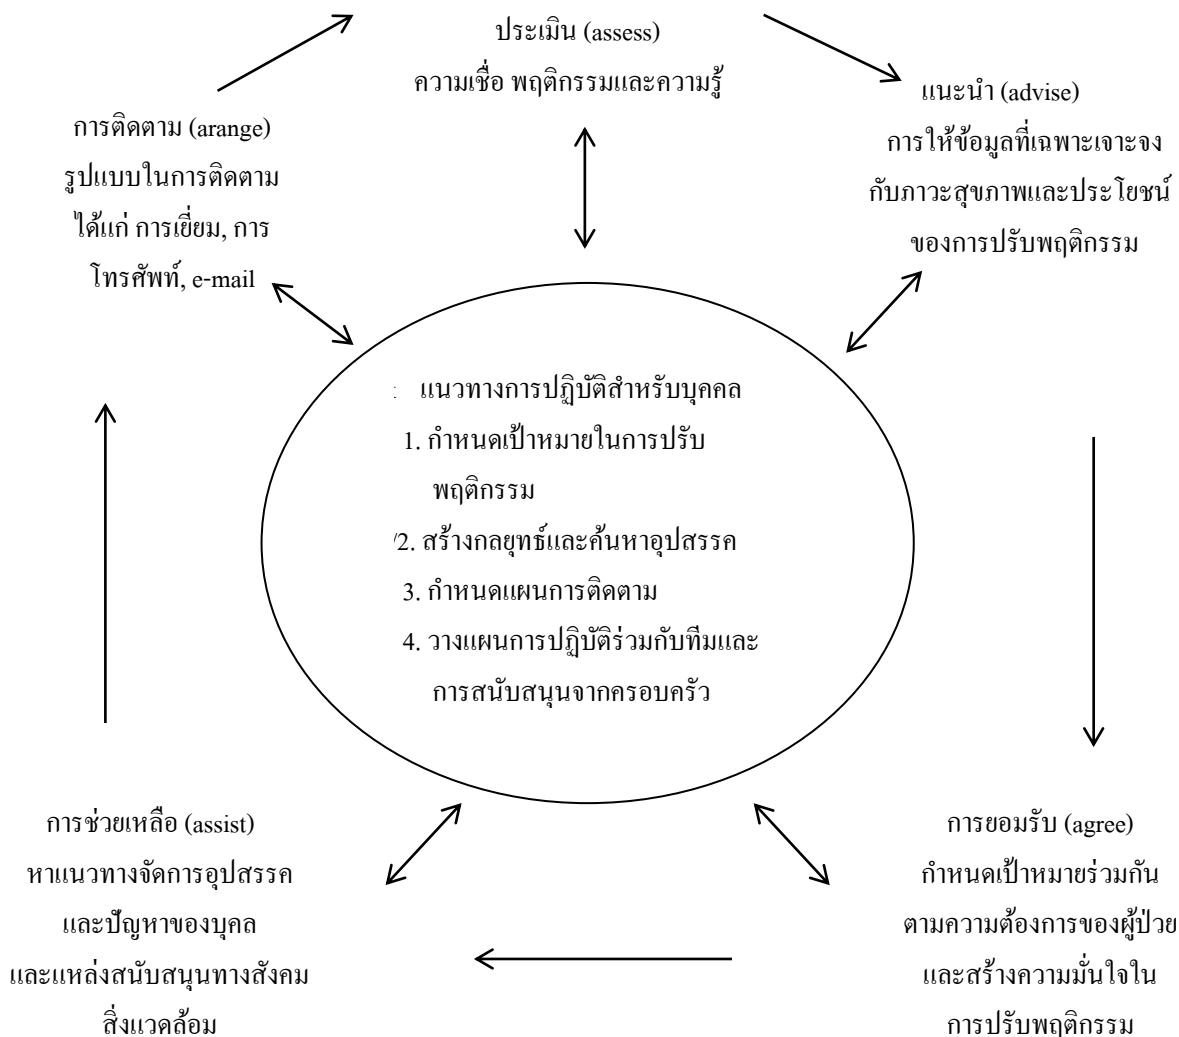 ประเมิน (assess)
ความเชื่อ พฤติกรรมและความรู้
แนะนำ (advise)
การให้ข้อมูลที่เฉพาะเจาะจง
กับภาวะสุขภาพและประโยชน์
ของการปรับพฤติกรรม
การติดตาม (arange)
รูปแบบในการติดตาม
ได้แก่ การเยี่ยม, การ
โทรศัพท์, e-mail
แนวทางการปฏิบัติสำหรับบุคคล
1. กำหนดเป้าหมายในการปรับ
พฤติกรรม
2. สร้างกลยุทธ์และค้นหาอุปสรรค
3. กำหนดแผนการติดตาม
4. วางแผนการปฏิบัติร่วมกับทีมและ
การสนับสนุนจากครอบครัว
การช่วยเหลือ (assist)
หาแนวทางจัดการอุปสรรค
และปัญหาของบุคล
และแหล่งสนับสนุนทางสังคม
สิ่งแวดล้อม
การยอมรับ (agree)
กำหนดเป้าหมายร่วมกัน
ตามความต้องการของผู้ป่วย
และสร้างความมั่นใจใน
การปรับพฤติกรรม